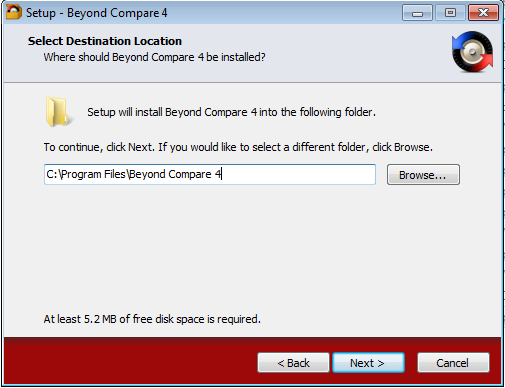 Setup - Beyond Compare 4
Select Destination Location
Where should Beyond Compare 4 be installed?
Setup will install Beyond Compare 4 into the following folder.
To continue, click Next. If you would like to select a different folder, click Browse.
C:\Program Files\Beyond Compare 4
Browse...
At least 5.2 MB of free disk space is required.
< Back
Next >
Cancel